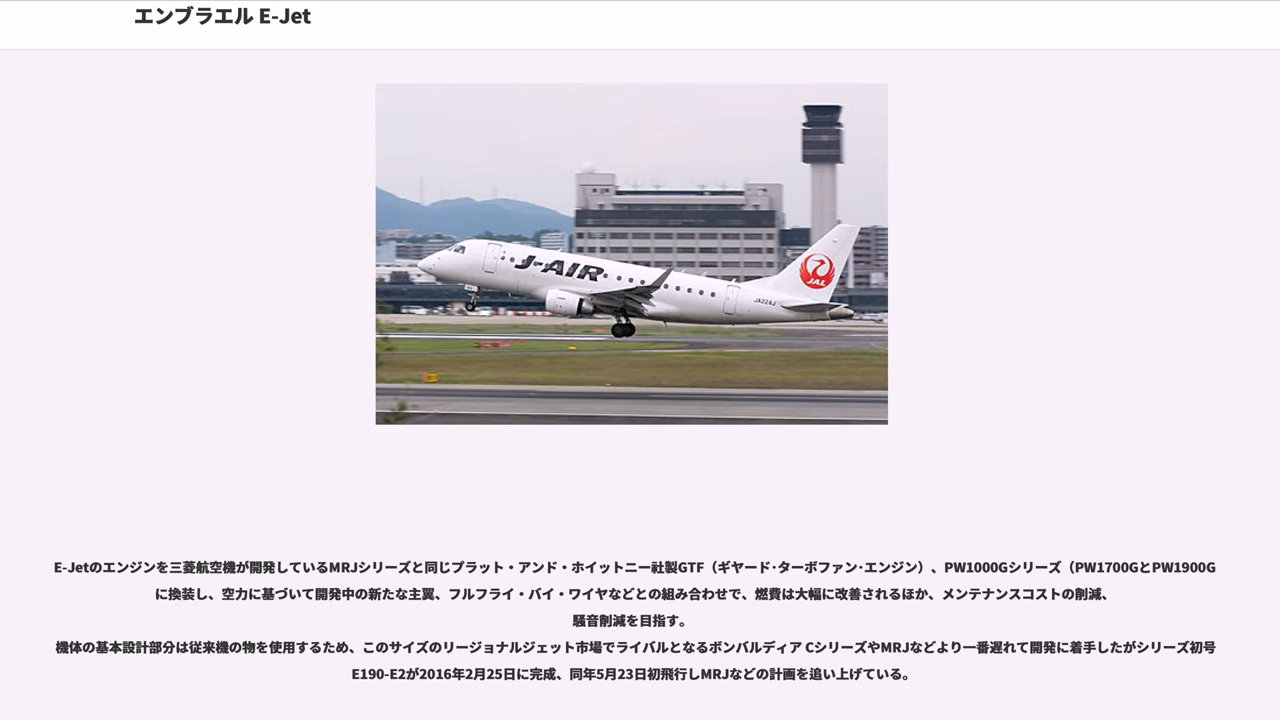 エンブラエル E-Jet
J-AIR
JAL
JA224J
E-Jetのエンジンを三菱航空機が開発しているMRJシリーズと同じプラット・アンド・ホイットニー社製GTF（ギヤード·ターボファン·エンジン）、PW1000Gシリーズ（PW1700GとPW1900G
に換装し、空力に基づいて開発中の新たな主翼、フルフライ・バイ・ワイヤなどとの組み合わせで、燃費は大幅に改善されるほか、メンテナンスコストの削減、
騒音削減を目指す。
機体の基本設計部分は従来機の物を使用するため、このサイズのリージョナルジェット市場でライバルとなるボンバルディア CシリーズやMRJなどより一番遅れて開発に着手したがシリーズ初号
E190-E2が2016年2月25日に完成、同年5月23日初飛行しMRJなどの計画を追い上げている。